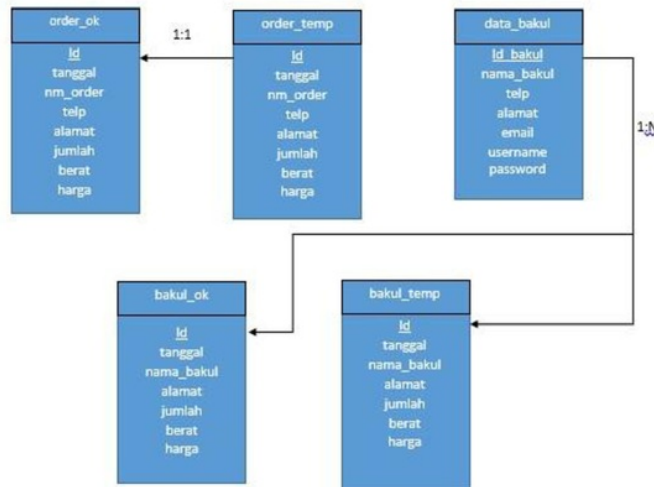 order_ok
Id
tanggal
nm_order
telp
alamat
jumlah
berat
harga
1:1
order_temp
Id
tanggal
nm_order
telp
alamat
jumlah
berat
harga
data_bakul
Id_bakul
nama_bakul
telp
alamat
email
username
password
1:N
bakul_ok
Id
tanggal
nama_bakul
alamat
jumlah
berat
harga
bakul_temp
Id
tanggal
nama_bakul
alamat
jumlah
berat
harga